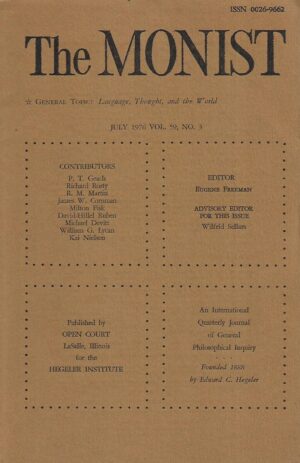 ISSN 0026-9662
The MONIST
☆ GENERAL TOPIC: Language, Thought, and the World
JULY 1976 VOL. 59, NO. 3
CONTRIBUTORS
P. T. Geach
Richard Rorty
R. M. Martin
James W. Cornman
Milton Fisk
David-Hillel Ruben
Michael Devitt
William G. Lycan
Kai Nielsen
EDITOR
EUGENE FREEMAN
ADVISORY EDITOR
FOR THIS ISSUE
Wilfrid Sellars
Published by
OPEN COURT
LaSalle, Illinois
for the
HEGELER INSTITUTE
An International
Quarterly Journal
of General
Philosophical Inquiry
Founded 1888
by Edward C. Hegeler